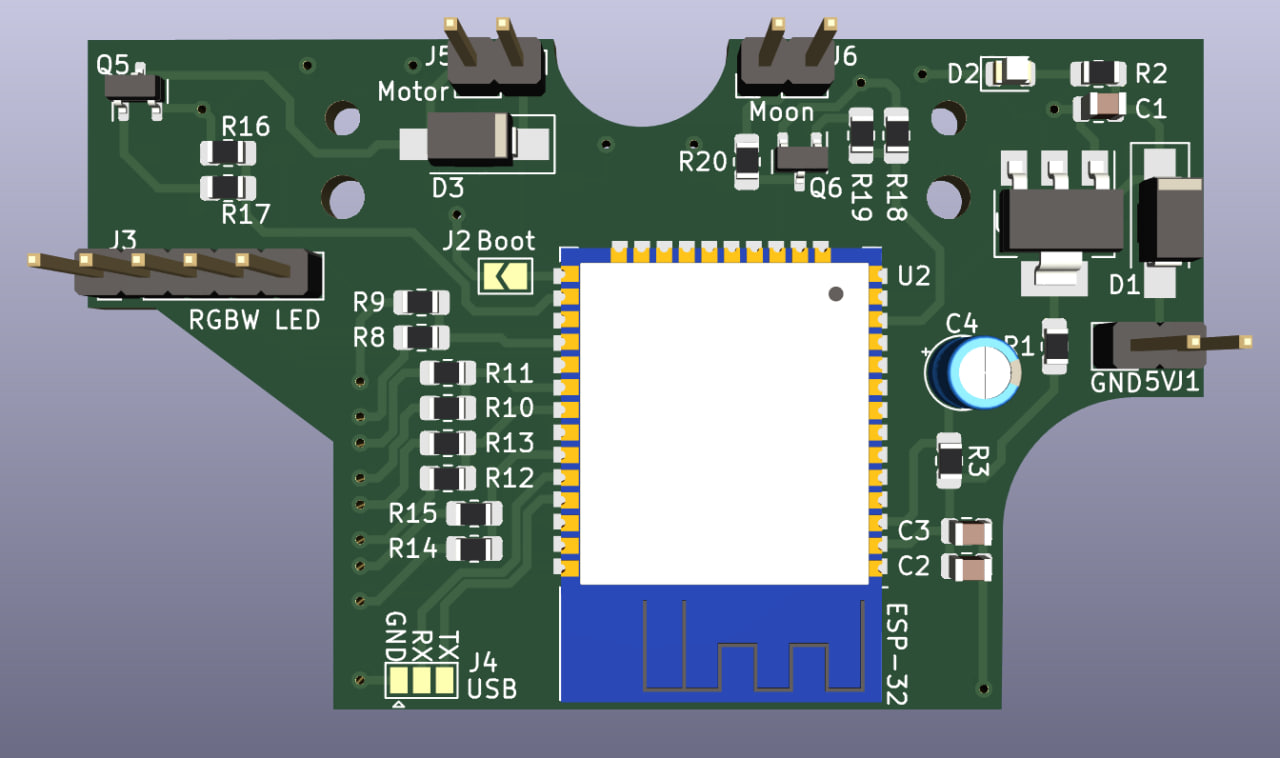 Q5
J5
J6
D2
R2
Motor
Moon
C1
R16
R20
D3
Q6
R17
R19
R18
J3
J2 Boot
U2
D1
R9
RGBW LED
C4
R8
+
R1
GND5VJ1
R11
R10
R13
R3
R12
R15
C3
R14
C2
GND
RX
TX
J4
USB
ESP-32